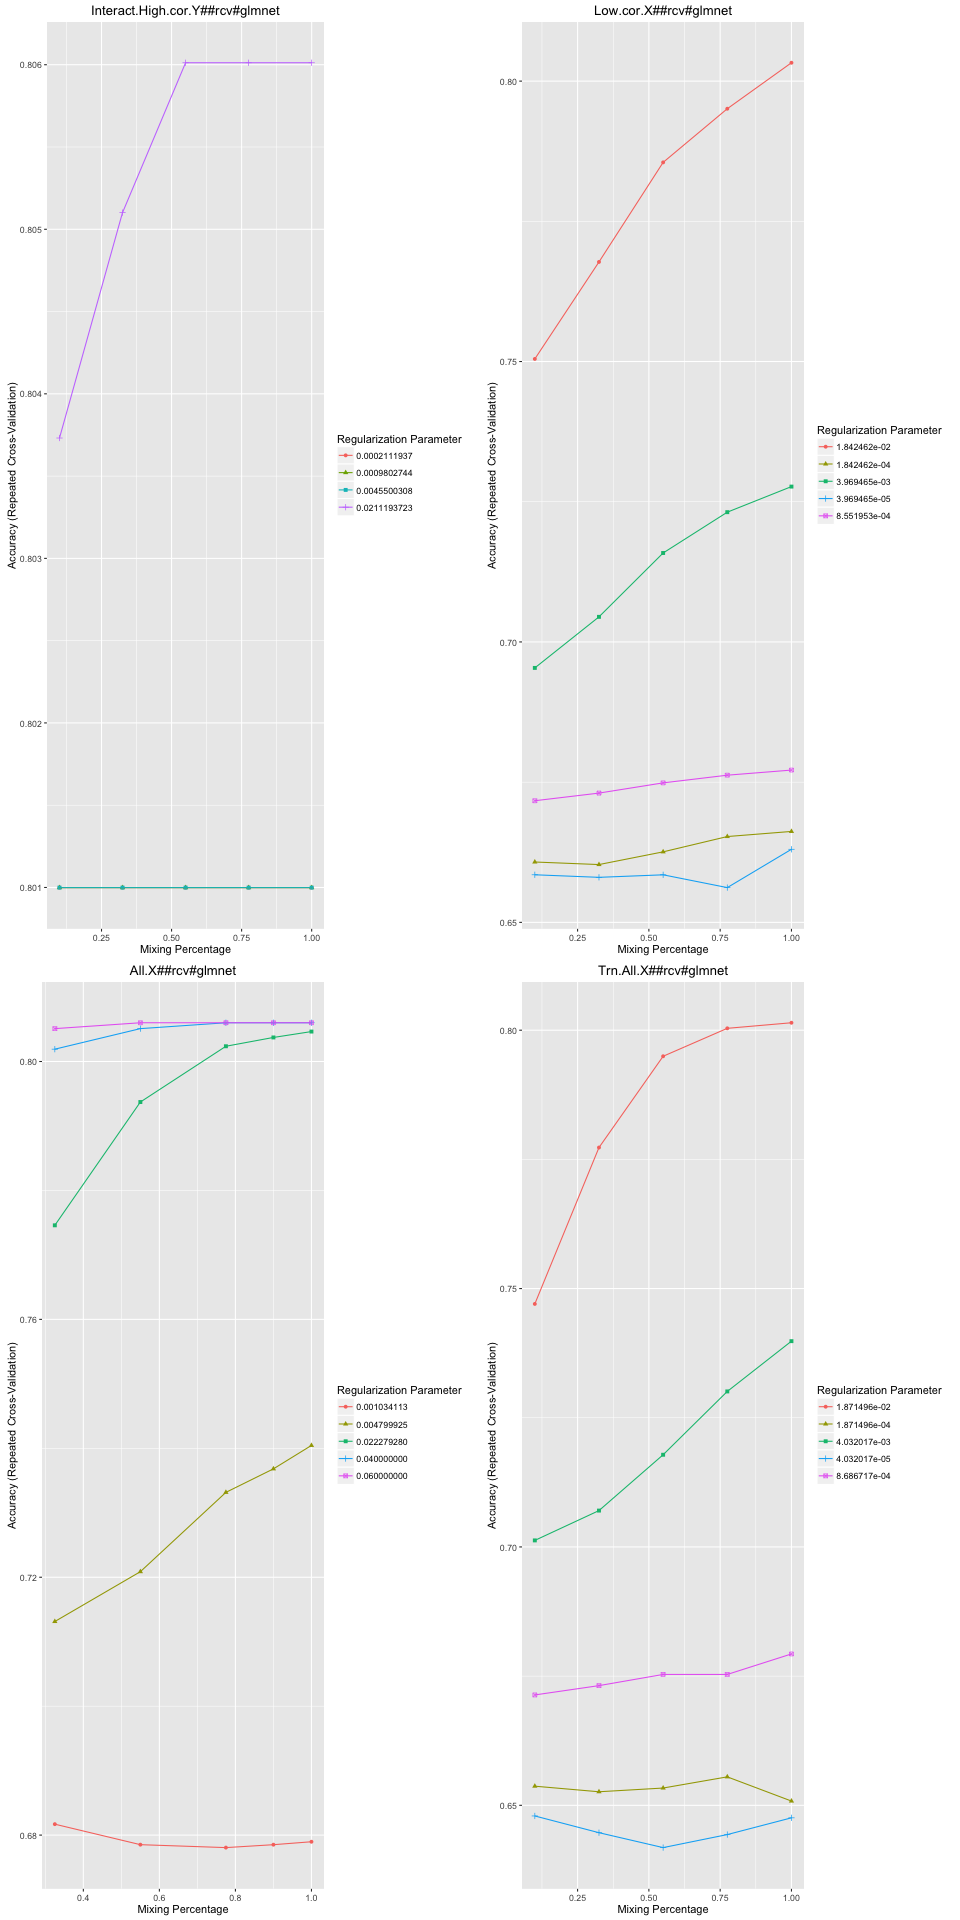 Interact.High.cor.Y##rcv#glmnet
Accuracy (Repeated Cross-Validation)
0.806
0.805
0.804
0.803
0.802
0.801
0.25 0.50 0.75 1.00
Mixing Percentage
Regularization Parameter
0.0002111937
0.0009802744
0.0045500308
0.0211193723
Low.cor.X##rcv#glmnet
Accuracy (Repeated Cross-Validation)
0.80
0.75
0.70
0.65
0.25 0.50 0.75 1.00
Mixing Percentage
Regularization Parameter
1.842462e-02
1.842462e-04
3.969465e-03
3.969465e-05
8.551953e-04
All.X##rcv#glmnet
Accuracy (Repeated Cross-Validation)
0.80
0.76
0.72
0.68
0.4 0.6 0.8 1.0
Mixing Percentage
Regularization Parameter
0.001034113
0.004799925
0.022279280
0.040000000
0.060000000
Trn.All.X##rcv#glmnet
Accuracy (Repeated Cross-Validation)
0.80
0.75
0.70
0.65
0.25 0.50 0.75 1.00
Mixing Percentage
Regularization Parameter
1.871496e-02
1.871496e-04
4.032017e-03
4.032017e-05
8.686717e-04